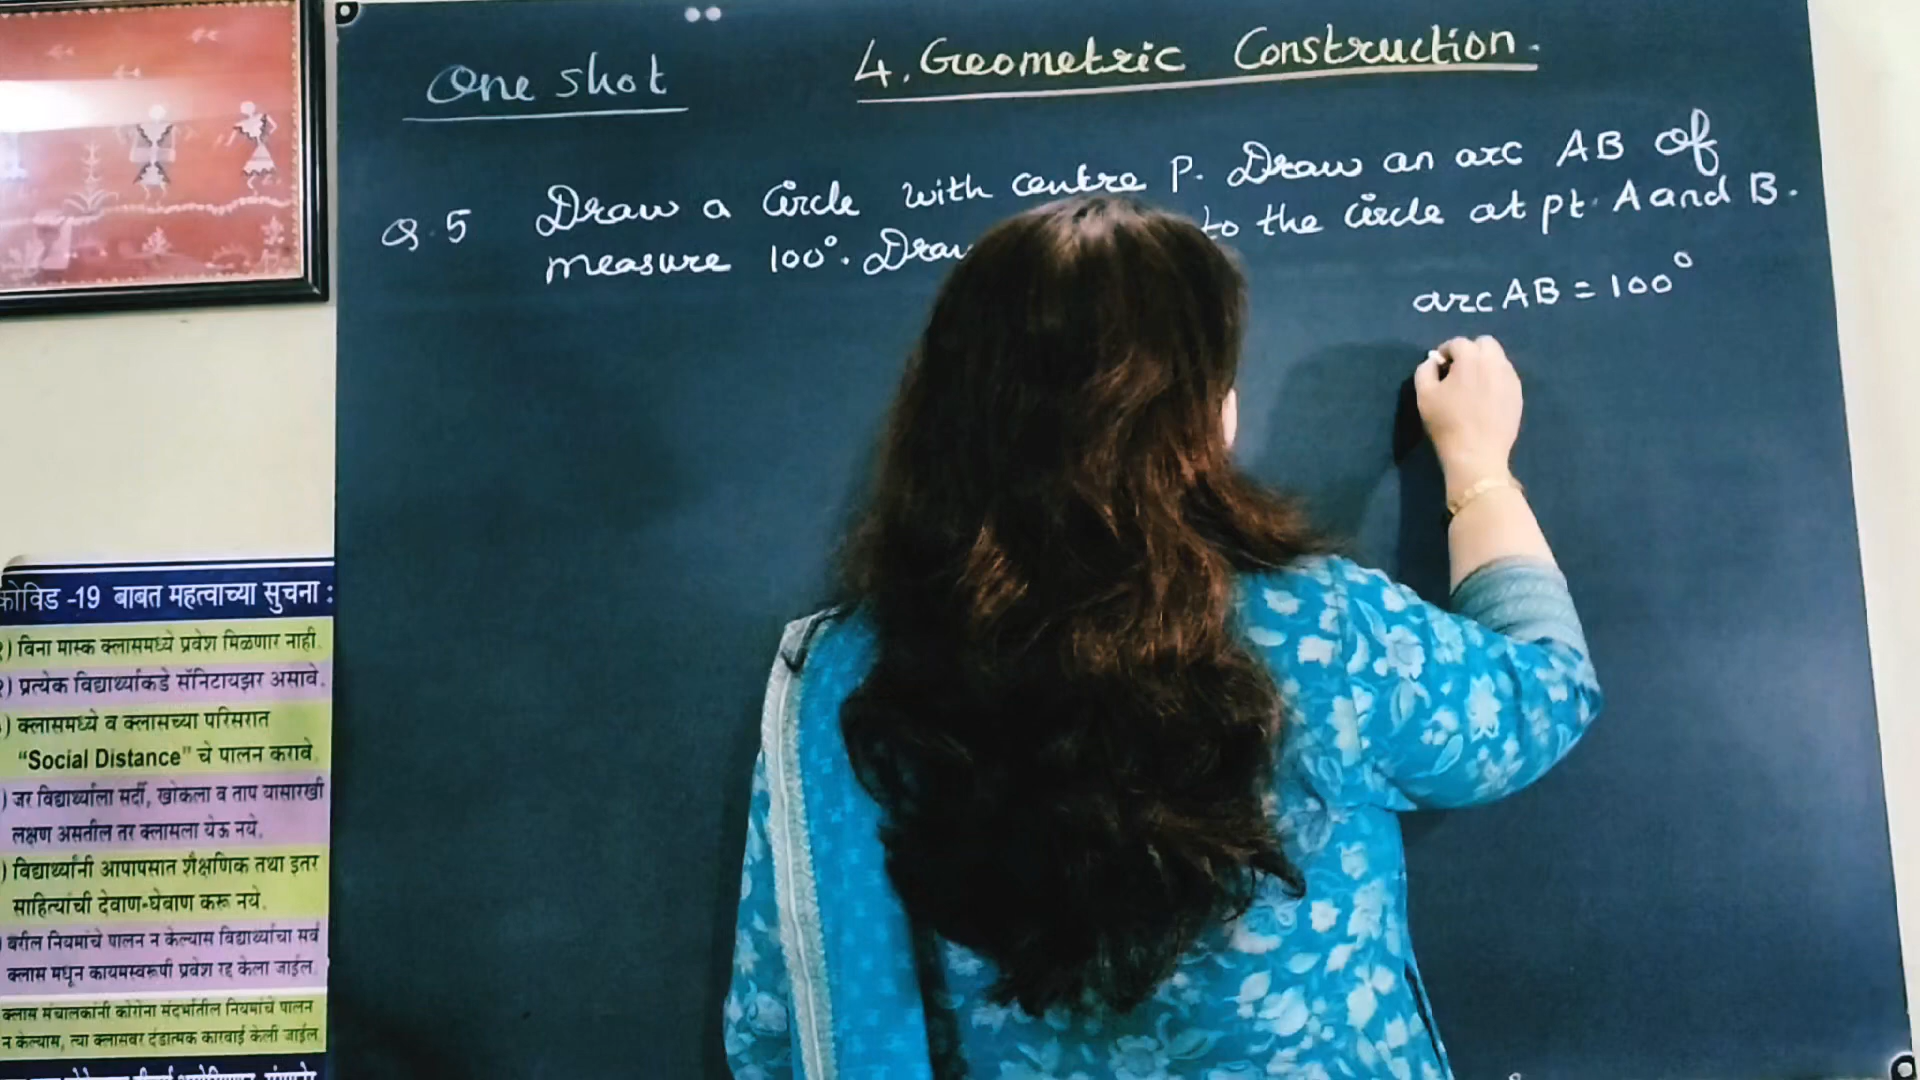 One shot
4. Geometric Construction.
Q.5 Draw a Circle with centre P. Draw an arc AB of
measure 100°. Draw to the circle at pt. A and B.
arc AB = 100°
कोविड -19 बाबत महत्वाच्या सुचना :
) विना मास्क क्लासमध्ये प्रवेश मिळणार नाही.
२) प्रत्येक विद्यार्थ्याकडे सॅनिटायझर असावे.
) क्लासमध्ये व क्लासच्या परिसरात
“Social Distance” चे पालन करावे.
) जर विद्यार्थ्याला सर्दी, खोकला व ताप यासारखी
लक्षण असतील तर क्लासला येऊ नये.
) विद्यार्थ्यांनी आपापसात शैक्षणिक तथा इतर
साहित्यांची देवाण-घेवाण करू नये.
) वरील नियमांचे पालन न केल्यास विद्यार्थ्याचा सर्व
क्लास मधून कायमस्वरूपी प्रवेश रद्द केला जाईल.
क्लास संचालकांनी कोरोना संदर्भातील नियमांचे पालन
न केल्यास, त्या क्लासवर दंडात्मक कारवाई केली जाईल